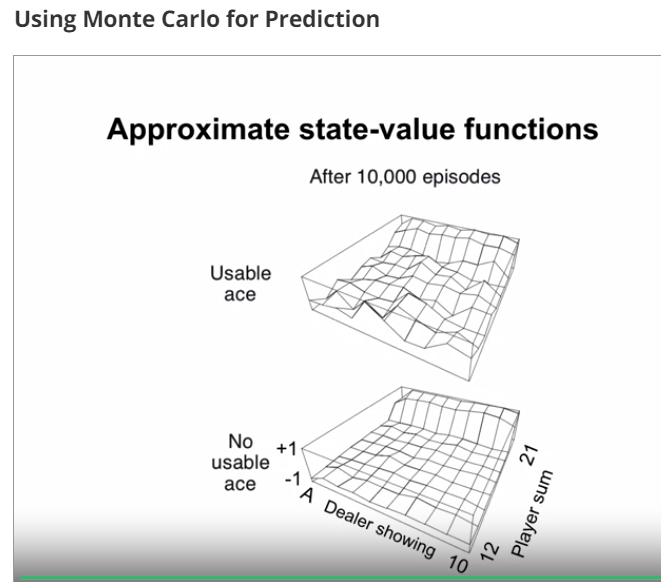 Using Monte Carlo for Prediction
Approximate state-value functions
After 10,000 episodes
Usable
ace
No
usable
ace
+1
-1
A
Dealer showing
10
12
Player sum
21